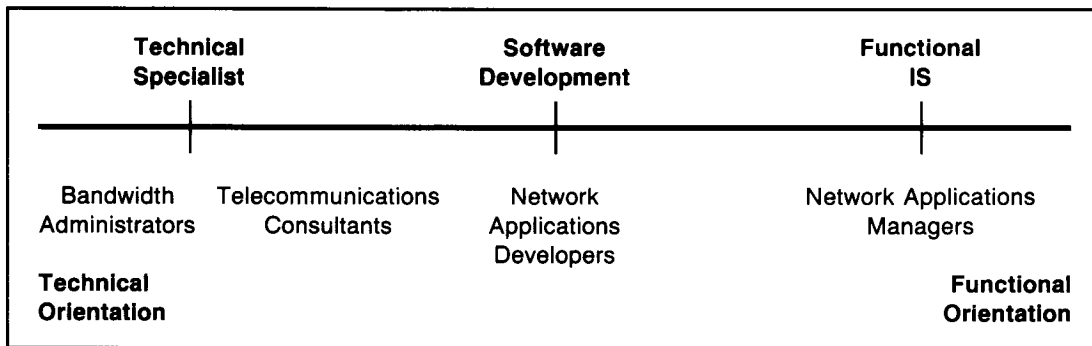 Technical
Specialist
Software
Development
Functional
IS
Bandwidth
Administrators
Telecommunications
Consultants
Network
Applications
Developers
Network Applications
Managers
Technical
Orientation
Functional
Orientation